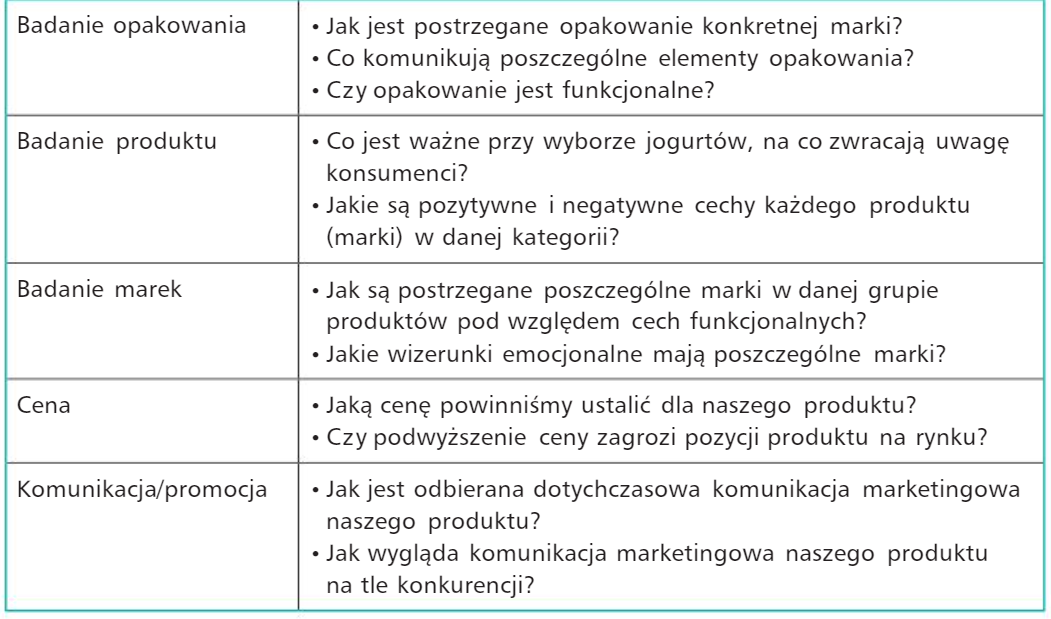 Badanie opakowania
• Jak jest postrzegane opakowanie konkretnej marki?
• Co komunikują poszczególne elementy opakowania?
• Czy opakowanie jest funkcjonalne?
Badanie produktu
• Co jest ważne przy wyborze jogurtów, na co zwracają uwagę
konsumenci?
• Jakie są pozytywne i negatywne cechy każdego produktu
(marki) w danej kategorii?
Badanie marek
• Jak są postrzegane poszczególne marki w danej grupie
produktów pod względem cech funkcjonalnych?
• Jakie wizerunki emocjonalne mają poszczególne marki?
Cena
• Jaką cenę powinniśmy ustalić dla naszego produktu?
• Czy podwyższenie ceny zagrozi pozycji produktu na rynku?
Komunikacja/promocja
• Jak jest odbierana dotychczasowa komunikacja marketingowa
naszego produktu?
• Jak wygląda komunikacja marketingowa naszego produktu
na tle konkurencji?